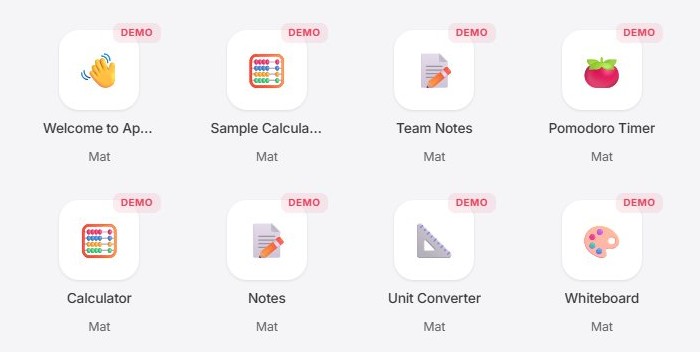 DEMO DEMO DEMO DEMO
Welcome to Ap... Sample Calcula... Team Notes Pomodoro Timer
Mat Mat Mat Mat
DEMO DEMO DEMO DEMO
Calculator Notes Unit Converter Whiteboard
Mat Mat Mat Mat